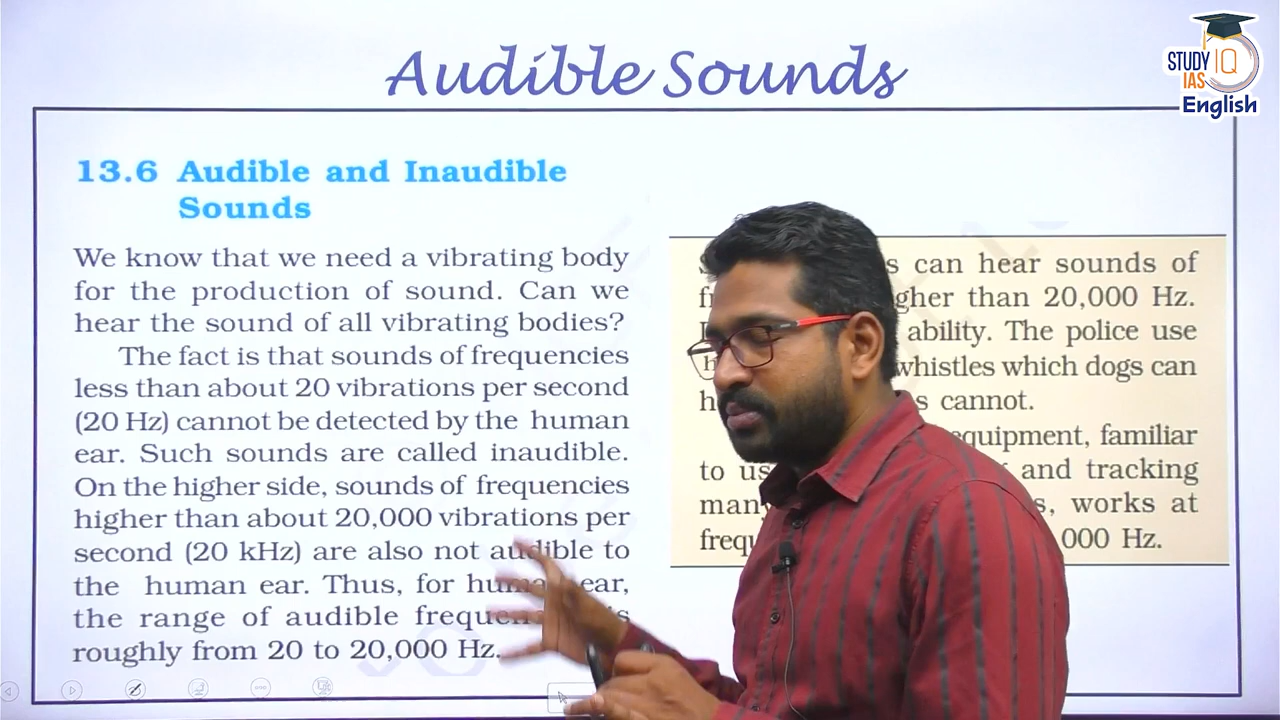 Audible Sounds
STUDY IQ
IAS
English
13.6 Audible and Inaudible
Sounds
We know that we need a vibrating body
for the production of sound. Can we
hear the sound of all vibrating bodies?
The fact is that sounds of frequencies
less than about 20 vibrations per second
(20 Hz) cannot be detected by the human
ear. Such sounds are called inaudible.
On the higher side, sounds of frequencies
higher than about 20,000 vibrations per
second (20 kHz) are also not audible to
the human ear. Thus, for human ear,
the range of audible
roughly from 20 to 20,000 Hz.
can hear sounds of
than 20,000 Hz.
ability. The police use
whistles which dogs can
cannot.
equipment, familiar
to and tracking
works at
000 Hz.